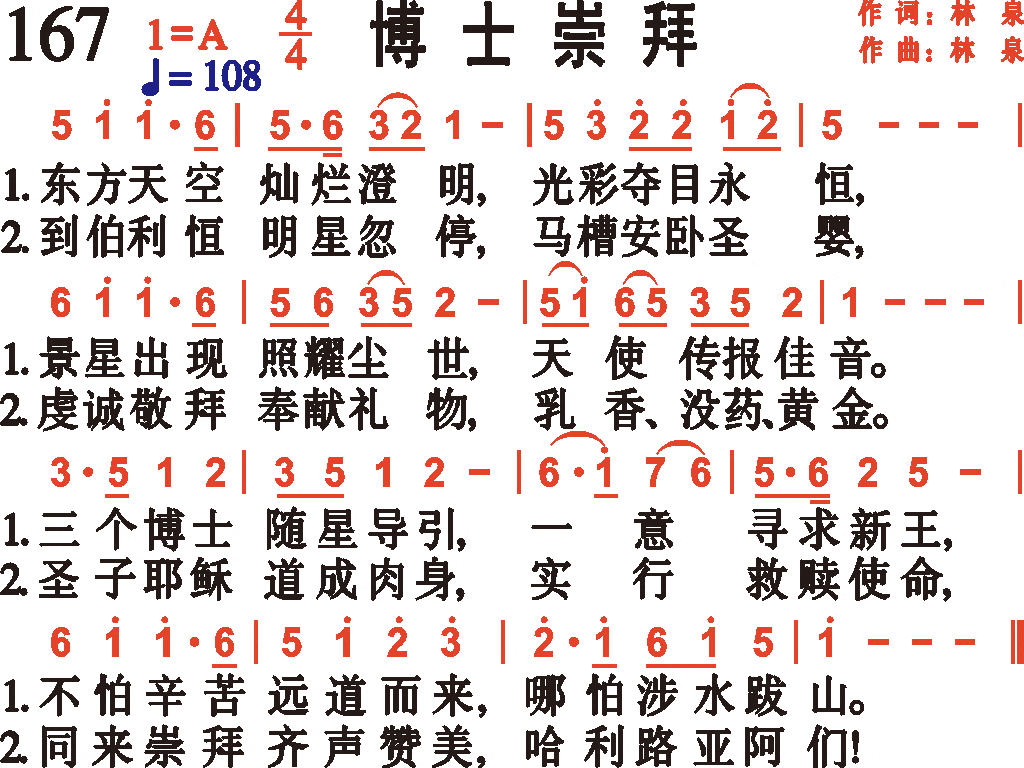 167 1=A 4/4 博士崇拜 作词：林 泉
♩= 108 作曲：林 泉
5 1̇ 1̇ · 6 | 5 · 6 3 2 1 − | 5 3̇ 2̇ 2̇ 1̇ 2̇ | 5 − − − |
1. 东方天空 灿烂澄明, 光彩夺目永恒,
2. 到伯利恒 明星忽停, 马槽安卧圣婴,
6 1̇ 1̇ · 6 | 5 6 3 5 2 − | 5 1̇ 6 5 3 5 2 | 1 − − − |
1. 景星出现 照耀尘世, 天使传报佳音。
2. 虔诚敬拜 奉献礼物, 乳香、没药、黄金。
3 · 5 1 2 | 3 5 1 2 − | 6 · 1̇ 7 6 | 5 · 6 2 5 − |
1. 三个博士 随星导引, 一意寻求新王,
2. 圣子耶稣 道成肉身, 实行救赎使命,
6 1̇ 1̇ · 6 | 5 1̇ 2̇ 3̇ | 2̇ · 1̇ 6 1̇ 5 | 1̇ − − − ‖
1. 不怕辛苦 远道而来, 哪怕涉水跋山。
2. 同来崇拜 齐声赞美, 哈利路亚阿们!